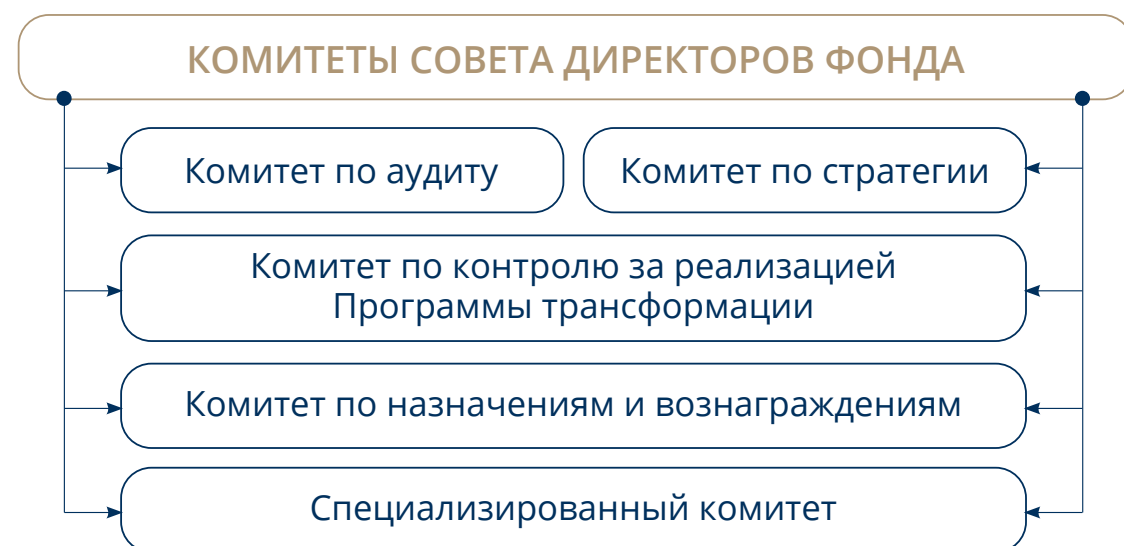 КОМИТЕТЫ СОВЕТА ДИРЕКТОРОВ ФОНДА
Комитет по аудиту
Комитет по стратегии
Комитет по контролю за реализацией
Программы трансформации
Комитет по назначениям и вознаграждениям
Специализированный комитет